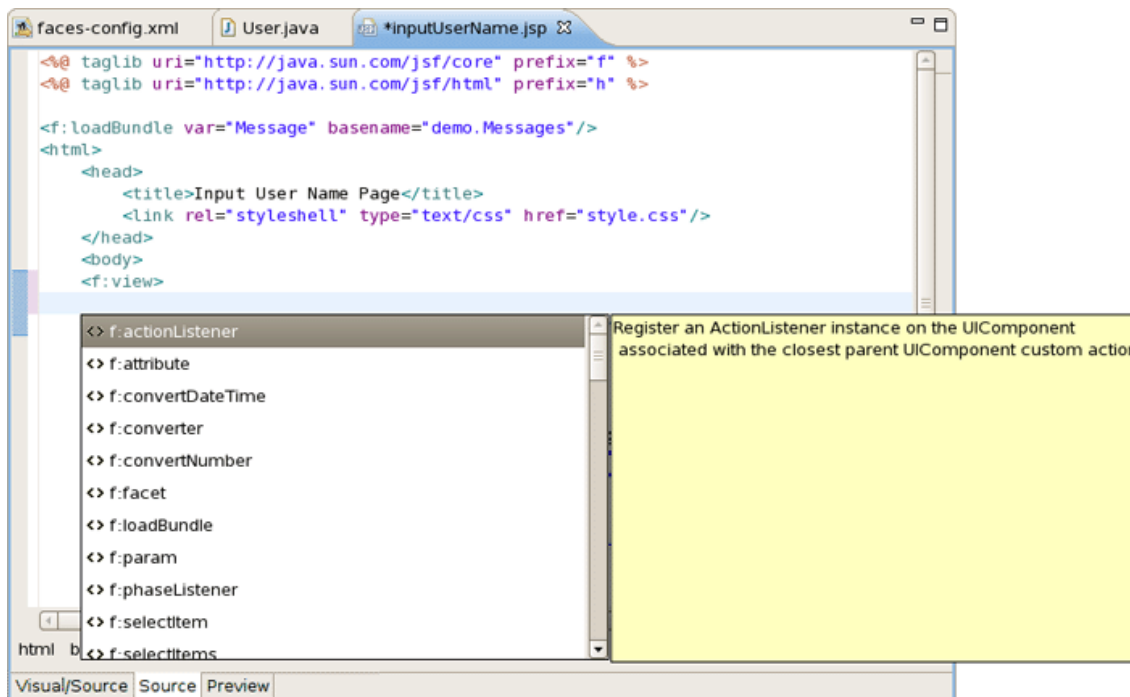 faces-config.xml User.java *inputUserName.jsp
<%@ taglib uri="http://java.sun.com/jsf/core" prefix="f" %>
<%@ taglib uri="http://java.sun.com/jsf/html" prefix="h" %>
<f:loadBundle var="Message" basename="demo.Messages"/>
<html>
<head>
<title>Input User Name Page</title>
<link rel="styleshell" type="text/css" href="style.css"/>
</head>
<body>
<f:view>
<> f:actionListener
<> f:attribute
<> f:convertDateTime
<> f:converter
<> f:convertNumber
<> f:facet
<> f:loadBundle
<> f:param
<> f:phaseListener
<> f:selectItem
<> f:selectItems
Register an ActionListener instance on the UIComponent
associated with the closest parent UIComponent custom action
html b
Visual/Source Source Preview